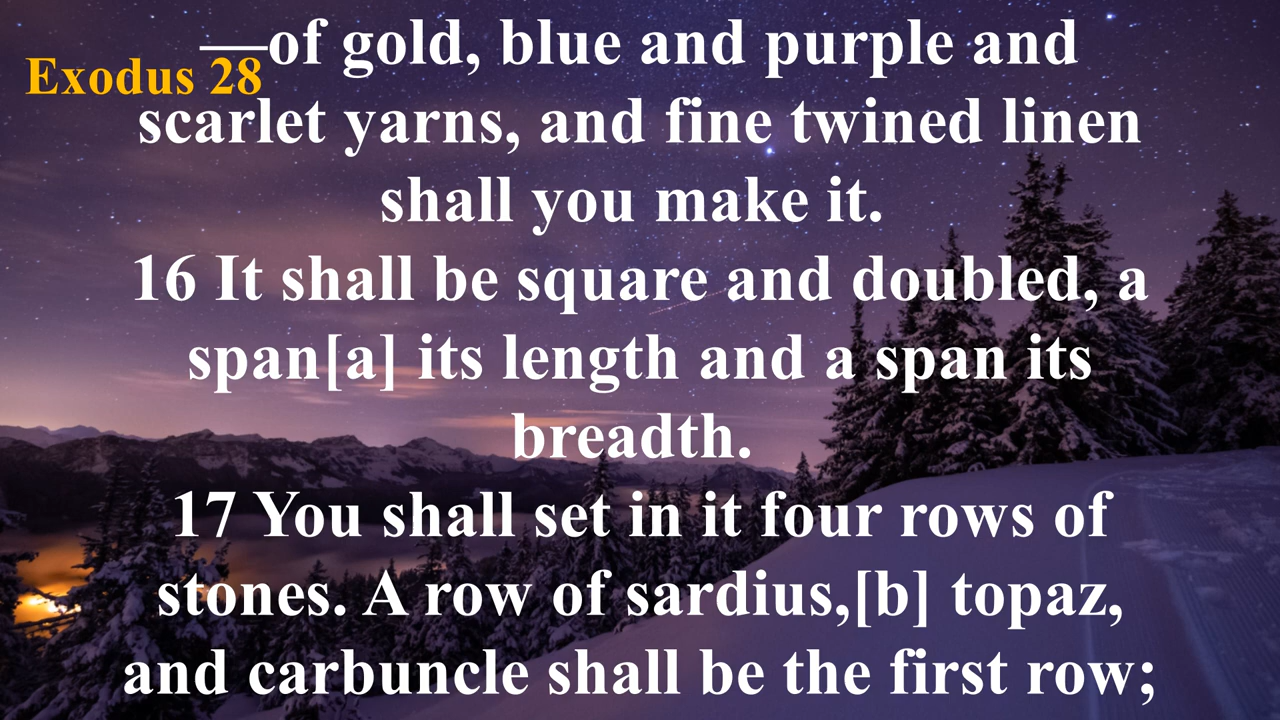 —of gold, blue and purple and
Exodus 28
scarlet yarns, and fine twined linen
shall you make it.
16 It shall be square and doubled, a
span[a] its length and a span its
breadth.
17 You shall set in it four rows of
stones. A row of sardius,[b] topaz,
and carbuncle shall be the first row;